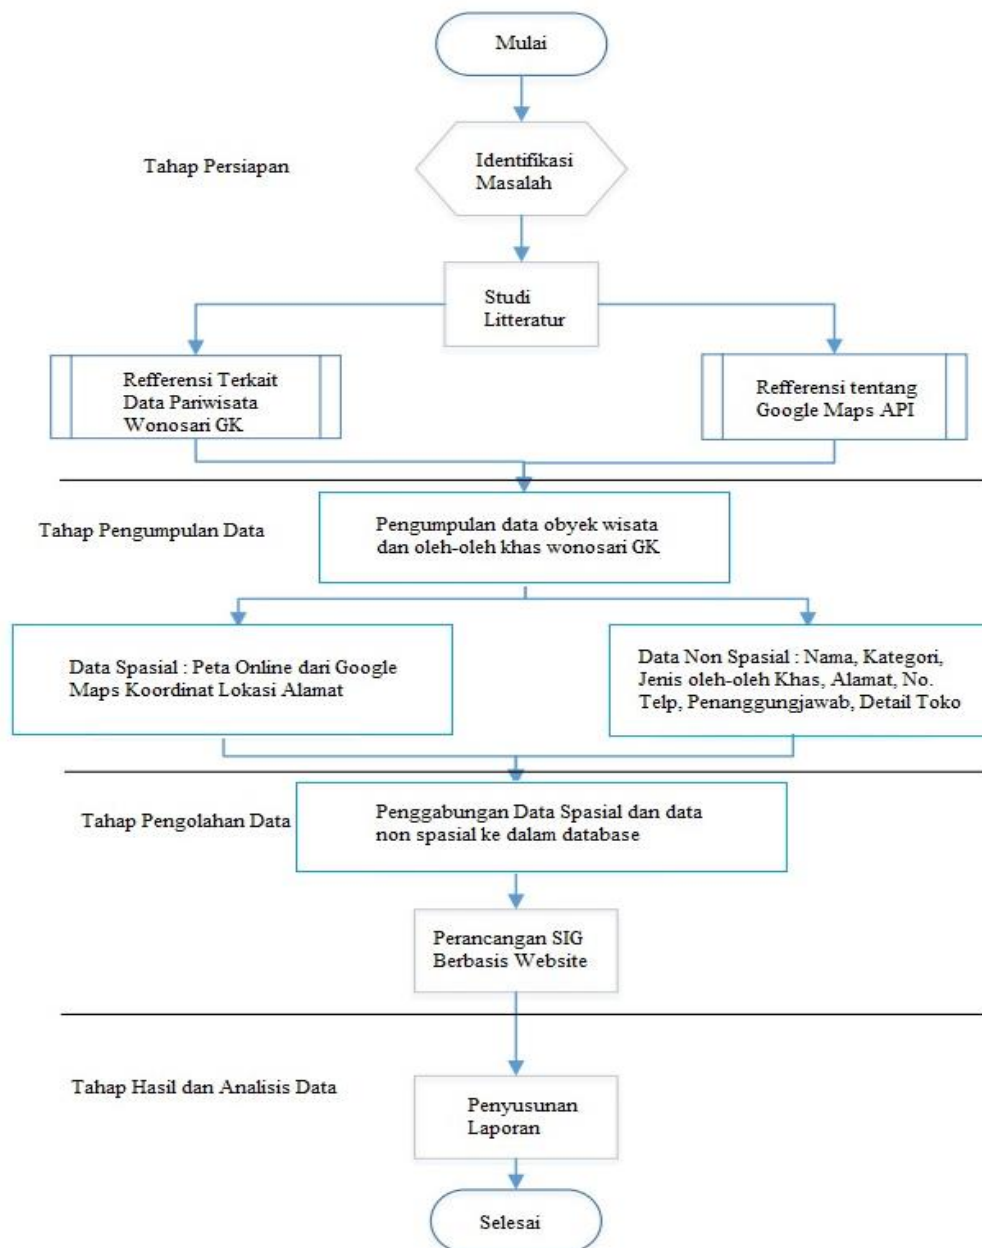 Mulai
Tahap Persiapan
Identifikasi
Masalah
Studi
Litteratur
Refferensi Terkait
Data Pariwisata
Wonosari GK
Refferensi tentang
Google Maps API
Tahap Pengumpulan Data
Pengumpulan data obyek wisata
dan oleh-oleh khas wonosari GK
Data Spasial : Peta Online dari Google
Maps Koordinat Lokasi Alamat
Data Non Spasial : Nama, Kategori,
Jenis oleh-oleh Khas, Alamat, No.
Telp, Penanggungjawab, Detail Toko
Tahap Pengolahan Data
Penggabungan Data Spasial dan data
non spasial ke dalam database
Perancangan SIG
Berbasis Website
Tahap Hasil dan Analisis Data
Penyusunan
Laporan
Selesai